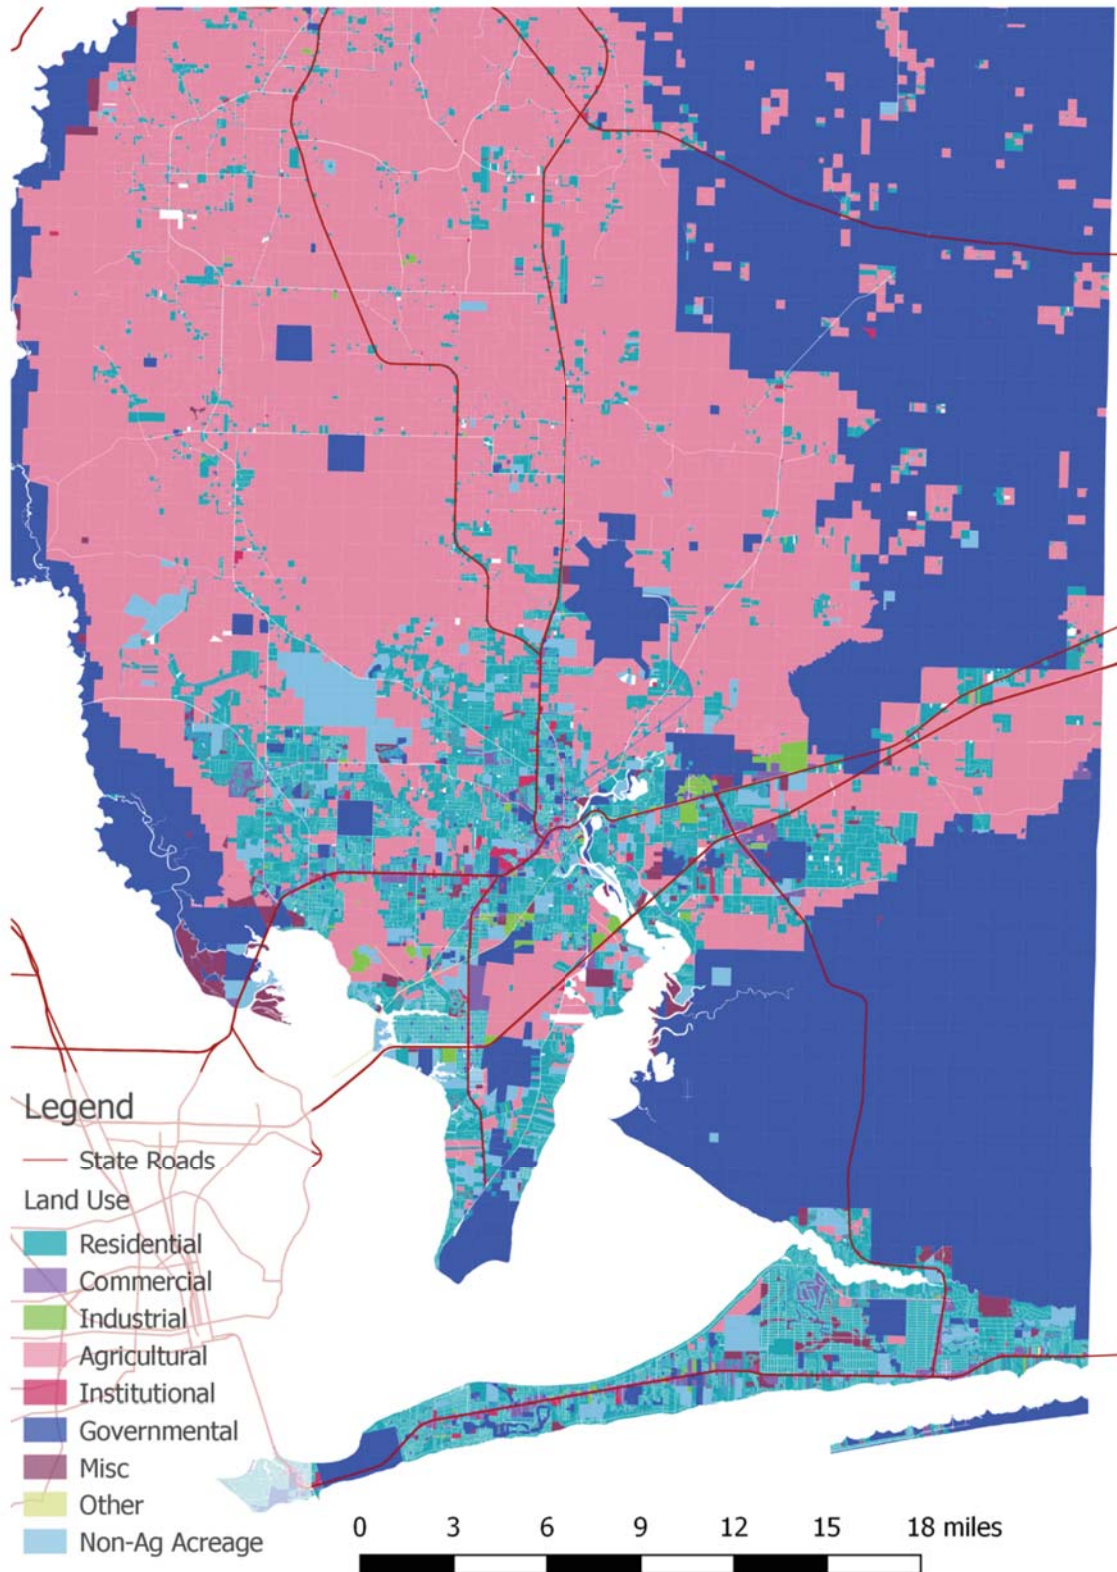 Legend
State Roads
Land Use
Residential
Commercial
Industrial
Agricultural
Institutional
Governmental
Misc
Other
Non-Ag Acreage
0 3 6 9 12 15 18 miles